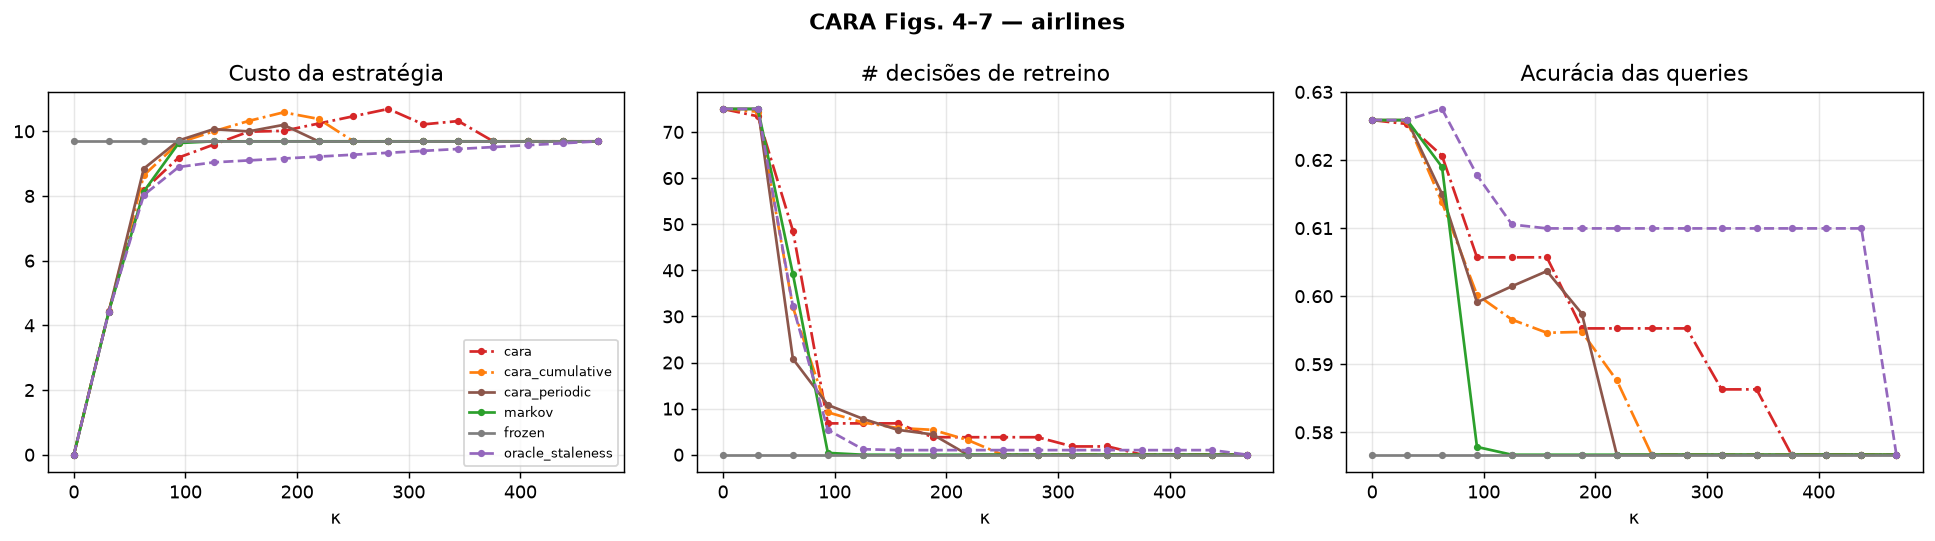 CARA Figs. 4–7 — airlines
Custo da estratégia
10
8
6
4
2
0
0 100 200 300 400
κ
cara
cara_cumulative
cara_periodic
markov
frozen
oracle_staleness
# decisões de retreino
70
60
50
40
30
20
10
0
0 100 200 300 400
κ
Acurácia das queries
0.63
0.62
0.61
0.60
0.59
0.58
0 100 200 300 400
κ